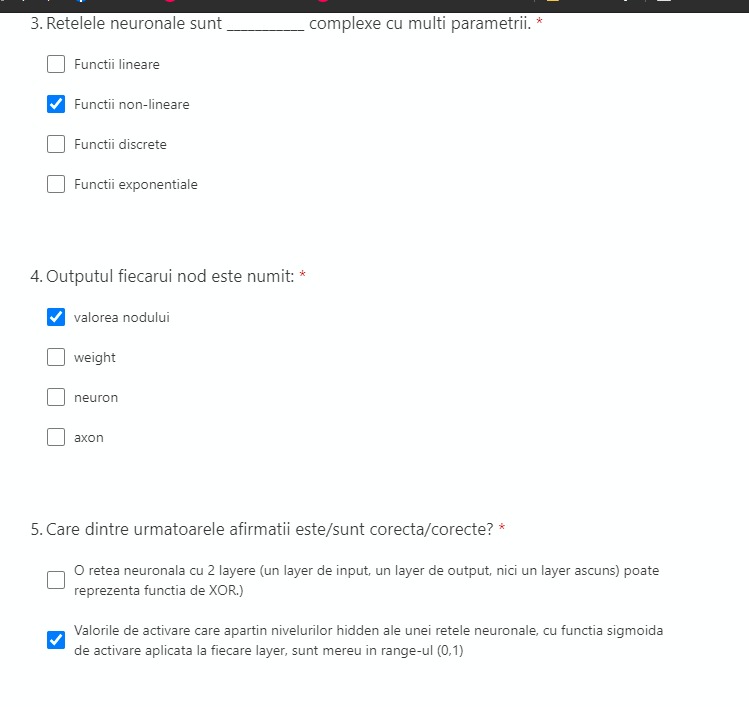 3. Retelele neuronale sunt ___________ complexe cu multi parametrii. *
Functii lineare
Functii non-lineare
Functii discrete
Functii exponentiale
4. Outputul fiecarui nod este numit: *
valorea nodului
weight
neuron
axon
5. Care dintre urmatoarele afirmatii este/sunt corecta/corecte? *
O retea neuronala cu 2 layere (un layer de input, un layer de output, nici un layer ascuns) poate
reprezenta functia de XOR.)
Valorile de activare care apartin nivelurilor hidden ale unei retele neuronale, cu functia sigmoida
de activare aplicata la fiecare layer, sunt mereu in range-ul (0,1)